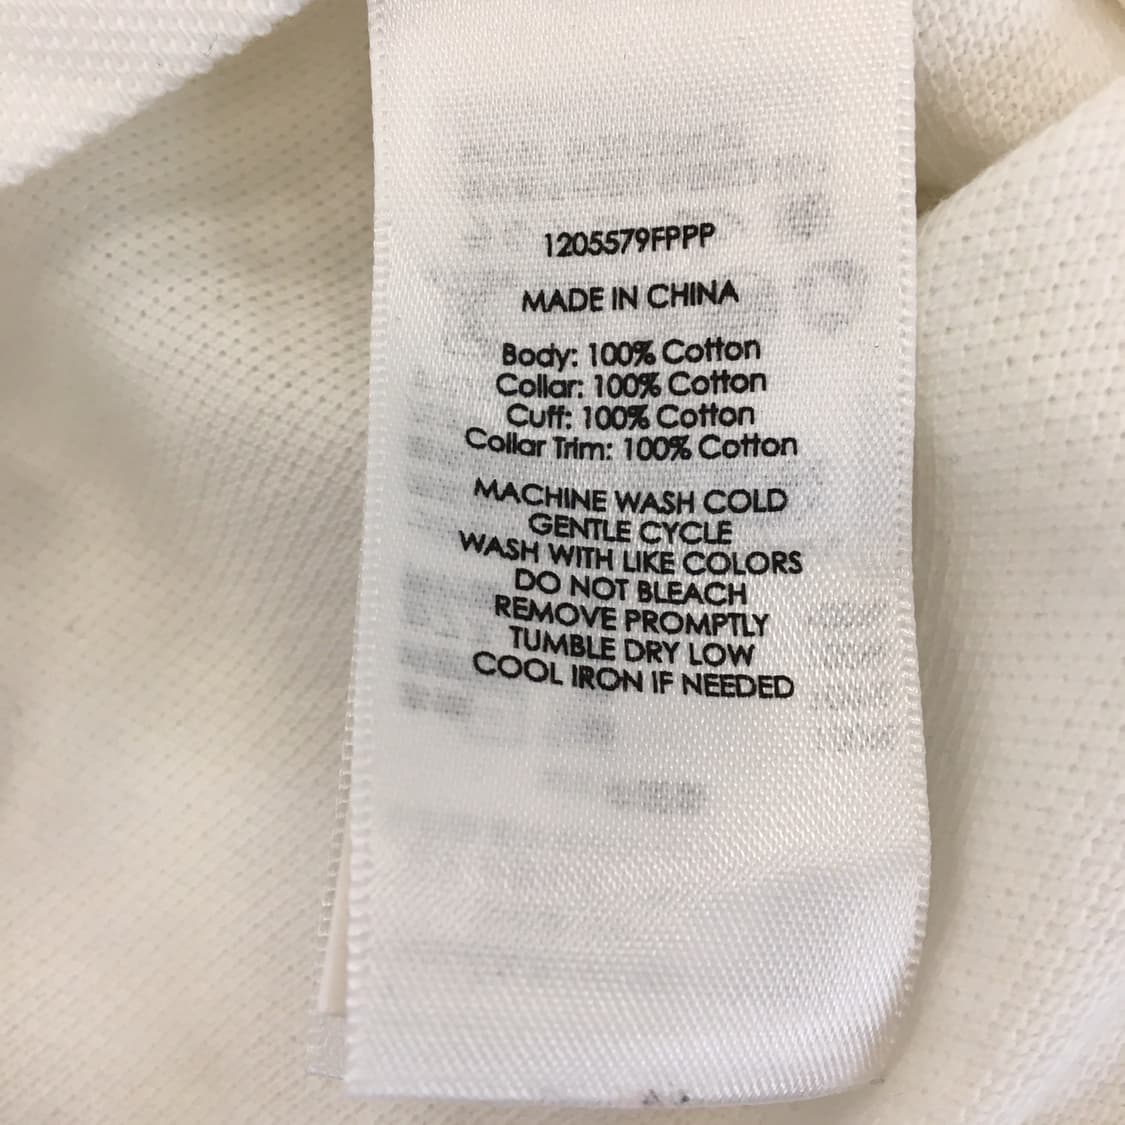 1205579FPPP
MADE IN CHINA
Body: 100% Cotton
Collar: 100% Cotton
Cuff: 100% Cotton
Collar Trim: 100% Cotton
MACHINE WASH COLD
GENTLE CYCLE
WASH WITH LIKE COLORS
DO NOT BLEACH
REMOVE PROMPTLY
TUMBLE DRY LOW
COOL IRON IF NEEDED